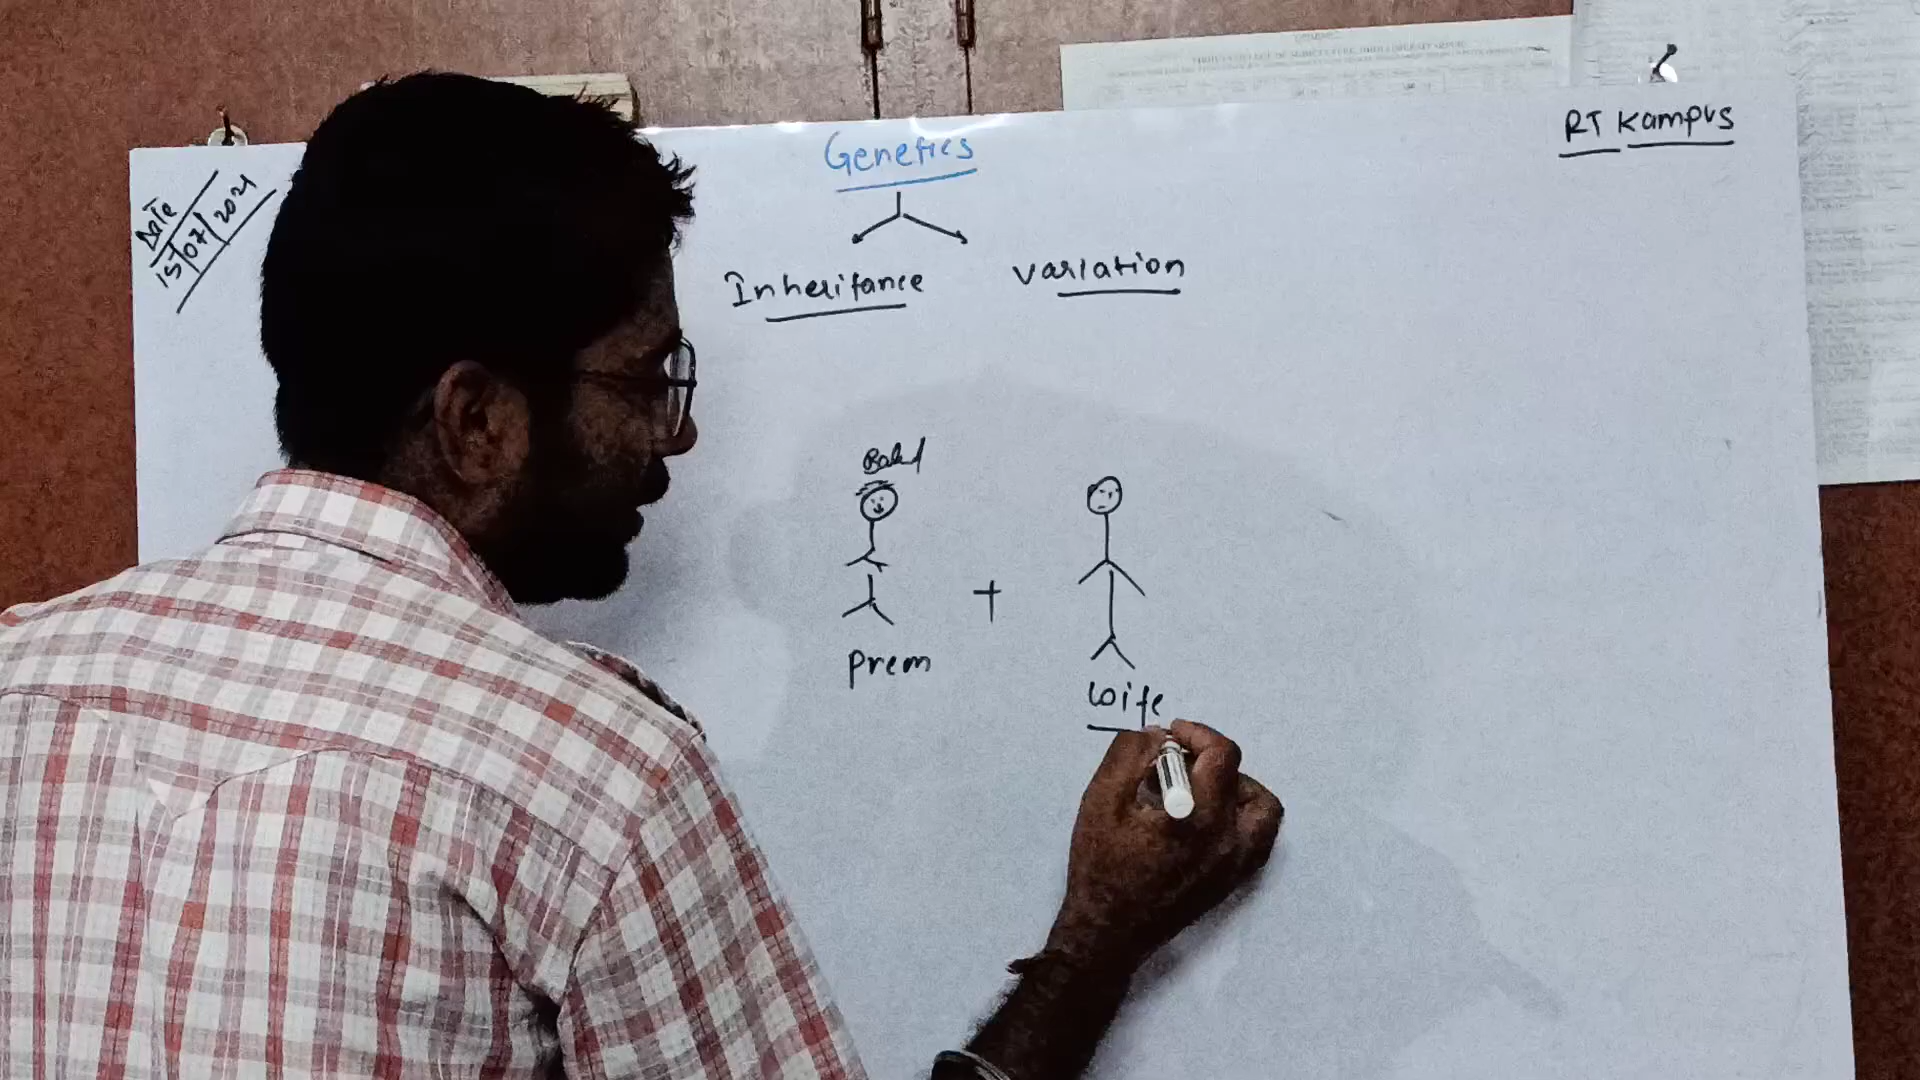 RT Kampus
Date
15/07/2021
Genetics
Inheritance
Variation
Bald
Prem
+
Wife